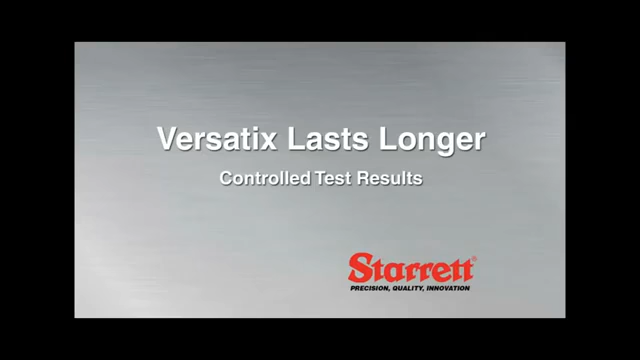 Versatix Lasts Longer
Controlled Test Results
Starrett®
PRECISION, QUALITY, INNOVATION